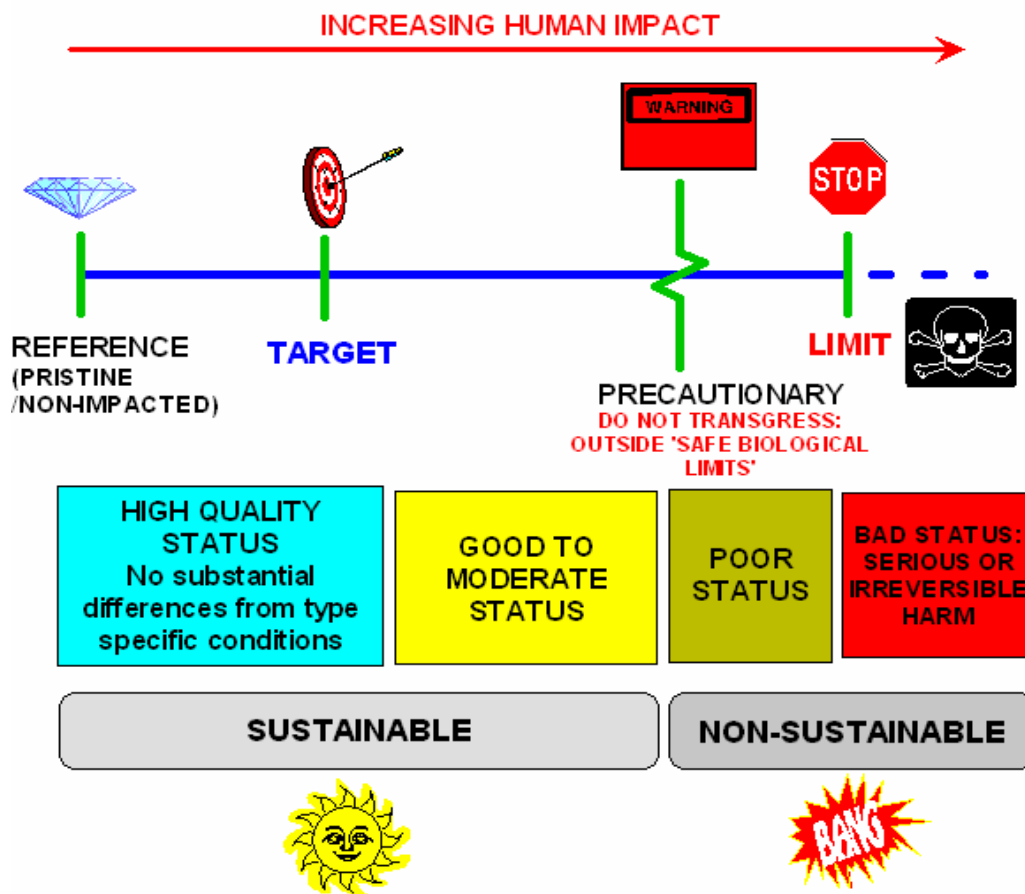 INCREASING HUMAN IMPACT
WARNING
STOP
REFERENCE
(PRISTINE
/NON-IMPACTED)
TARGET
LIMIT
PRECAUTIONARY
DO NOT TRANSGRESS:
OUTSIDE 'SAFE BIOLOGICAL
LIMITS'
HIGH QUALITY
STATUS
No substantial
differences from type
specific conditions
GOOD TO
MODERATE
STATUS
POOR
STATUS
BAD STATUS:
SERIOUS OR
IRREVERSIBLE
HARM
SUSTAINABLE
NON-SUSTAINABLE
BANG